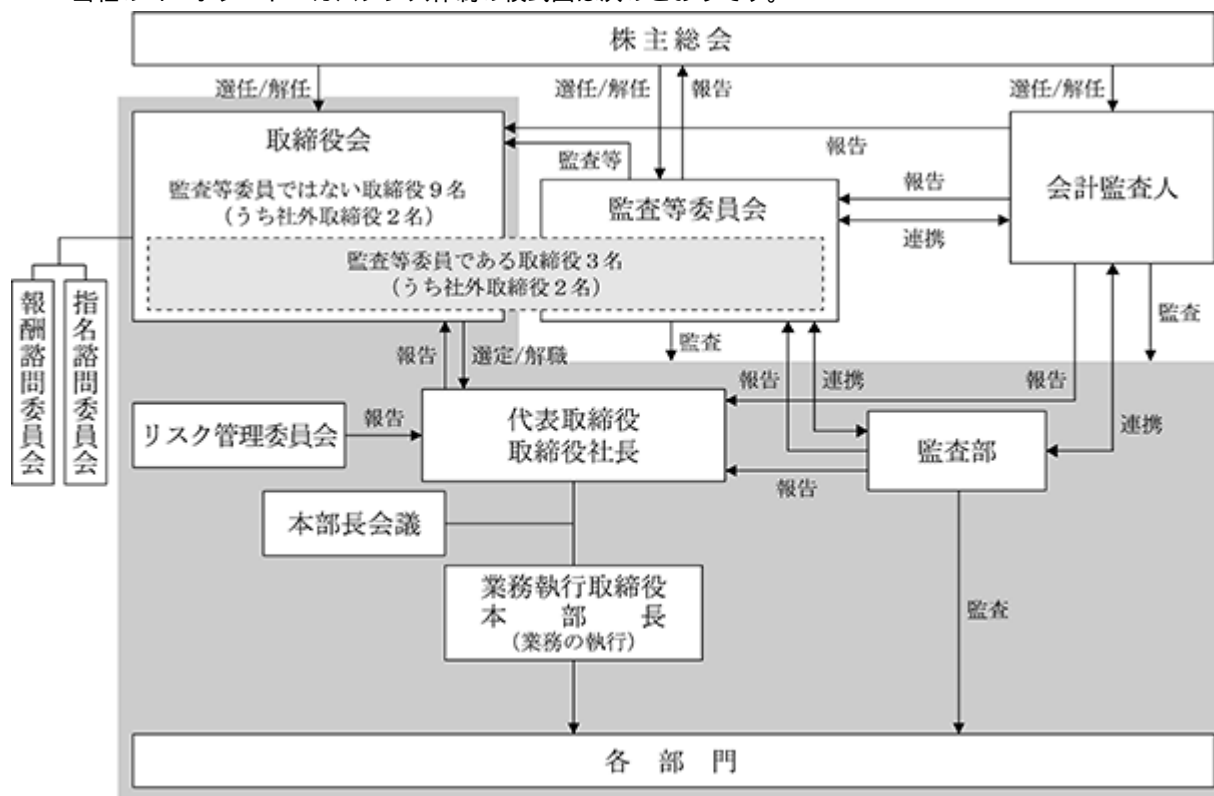 株主総会
選任/解任
選任/解任
報告
選任/解任
取締役会
監査等委員ではない取締役9名
(うち社外取締役2名)
監査等
報告
監査等委員会
報告
連携
会計監査人
監査等委員である取締役3名
(うち社外取締役2名)
報酬諮問委員会
指名諮問委員会
報告
選定/解職
監査
監査
報告
連携
報告
連携
リスク管理委員会
報告
代表取締役
取締役社長
監査部
報告
本部長会議
業務執行取締役
本部長
(業務の執行)
監査
各部門